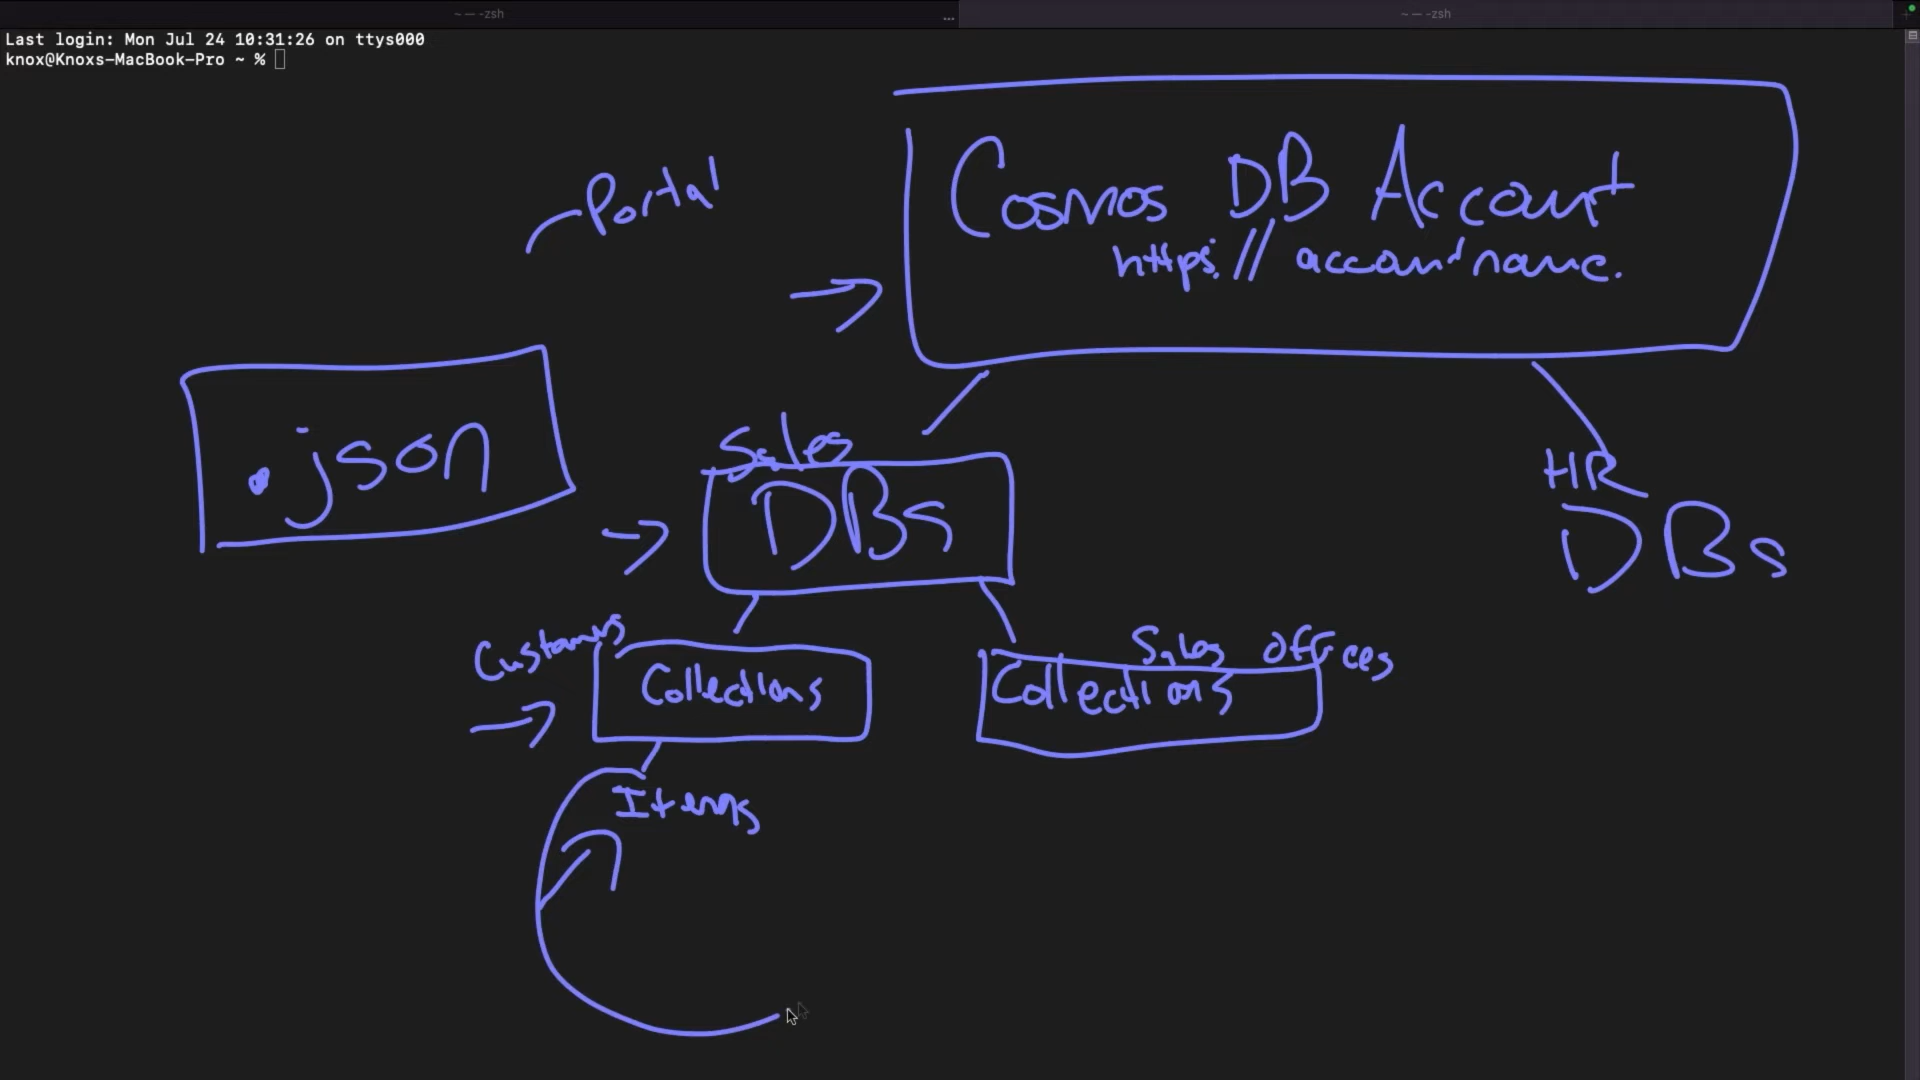 ~ — -zsh
...
~ — -zsh
+
Last login: Mon Jul 24 10:31:26 on ttys000
knox@Knoxs-MacBook-Pro ~ %
Portal
Cosmos DB Account
https:// accountname.
.json
Sales
DBs
HR
DBs
Customers
Collections
Sales Offices
Collections
Items